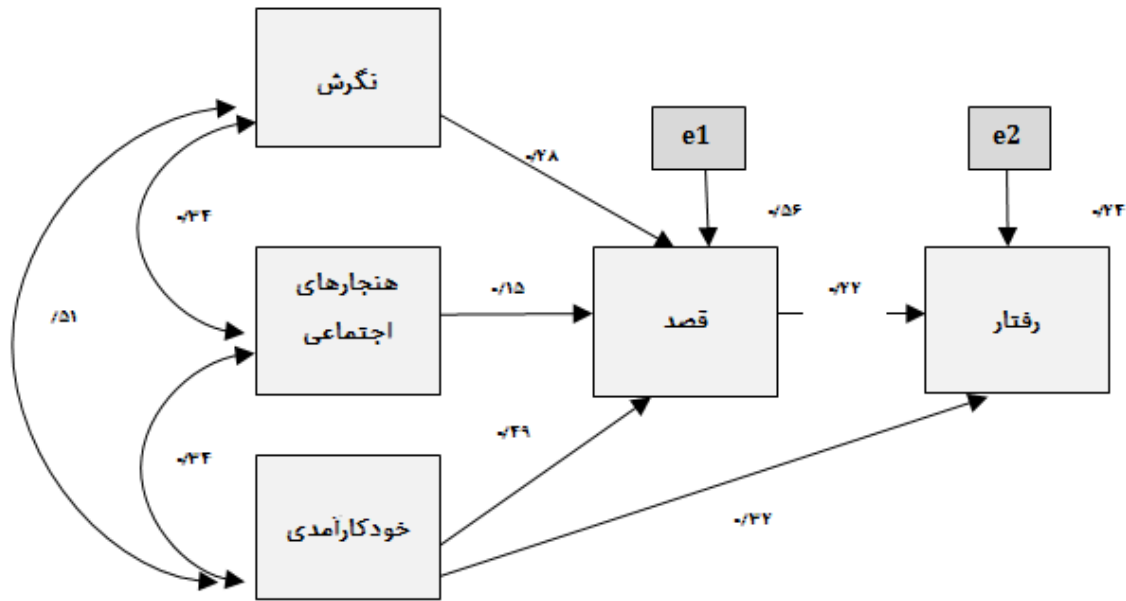 نگرش
e1
e2
۰/۲۸
۰/۳۴
۰/۵۶
۰/۲۴
هنجارهای
اجتماعی
۰/۱۵
قصد
۰/۲۲
رفتار
/۵۱
۰/۴۹
۰/۳۴
خودکارآمدی
۰/۳۲